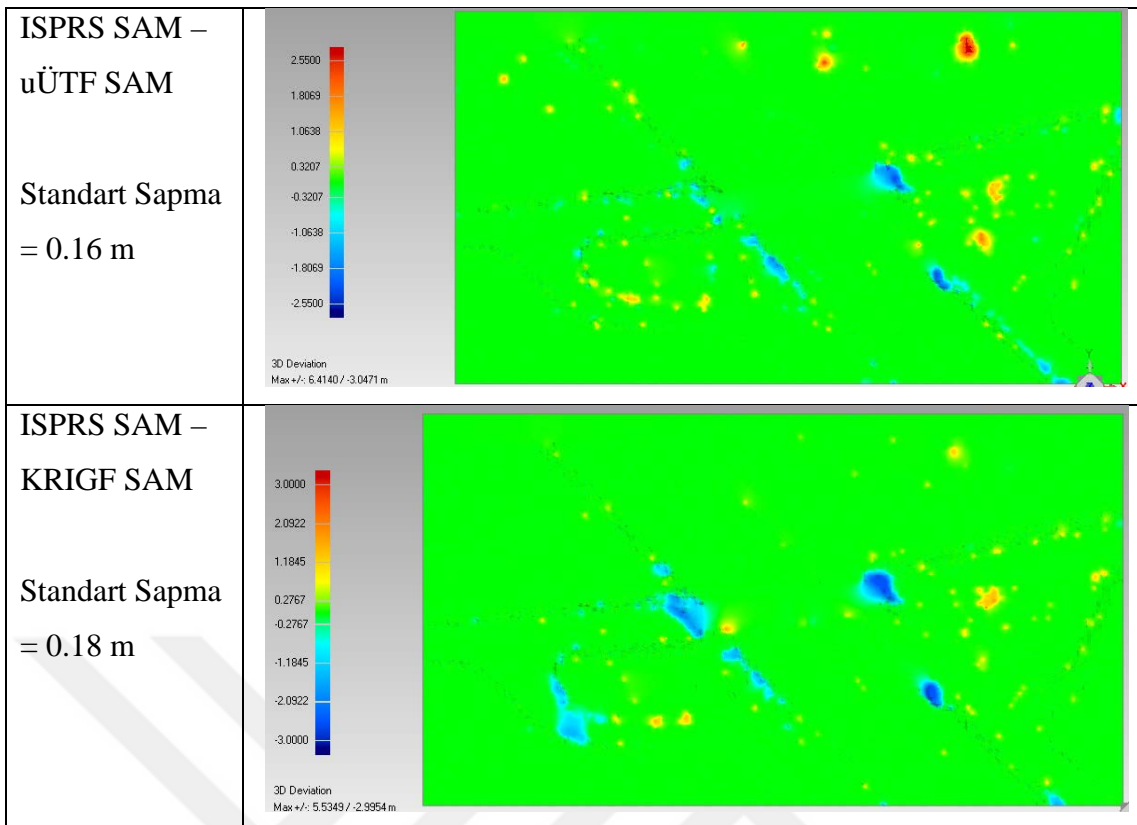 ISPRS SAM –
uÜTF SAM
Standart Sapma
= 0.16 m
2.5500
1.8069
1.0638
0.3207
-0.3207
-1.0638
-1.8069
-2.5500
3D Deviation
Max +/-: 6.4140 / -3.0471 m
Y
X
ISPRS SAM –
KRIGF SAM
Standart Sapma
= 0.18 m
3.0000
2.0922
1.1845
0.2767
-0.2767
-1.1845
-2.0922
-3.0000
3D Deviation
Max +/-: 5.5349 / -2.9954 m